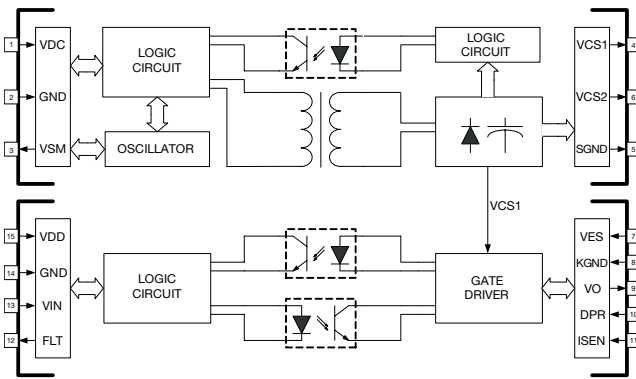 1 VDC
2 GND
3 VSM
LOGIC
CIRCUIT
OSCILLATOR
LOGIC
CIRCUIT
VCS1 4
VCS2 6
SGND 5
VCS1
15 VDD
14 GND
13 VIN
12 FLT
LOGIC
CIRCUIT
GATE
DRIVER
VES 7
KGND 8
VO 9
DPR 10
ISEN 11